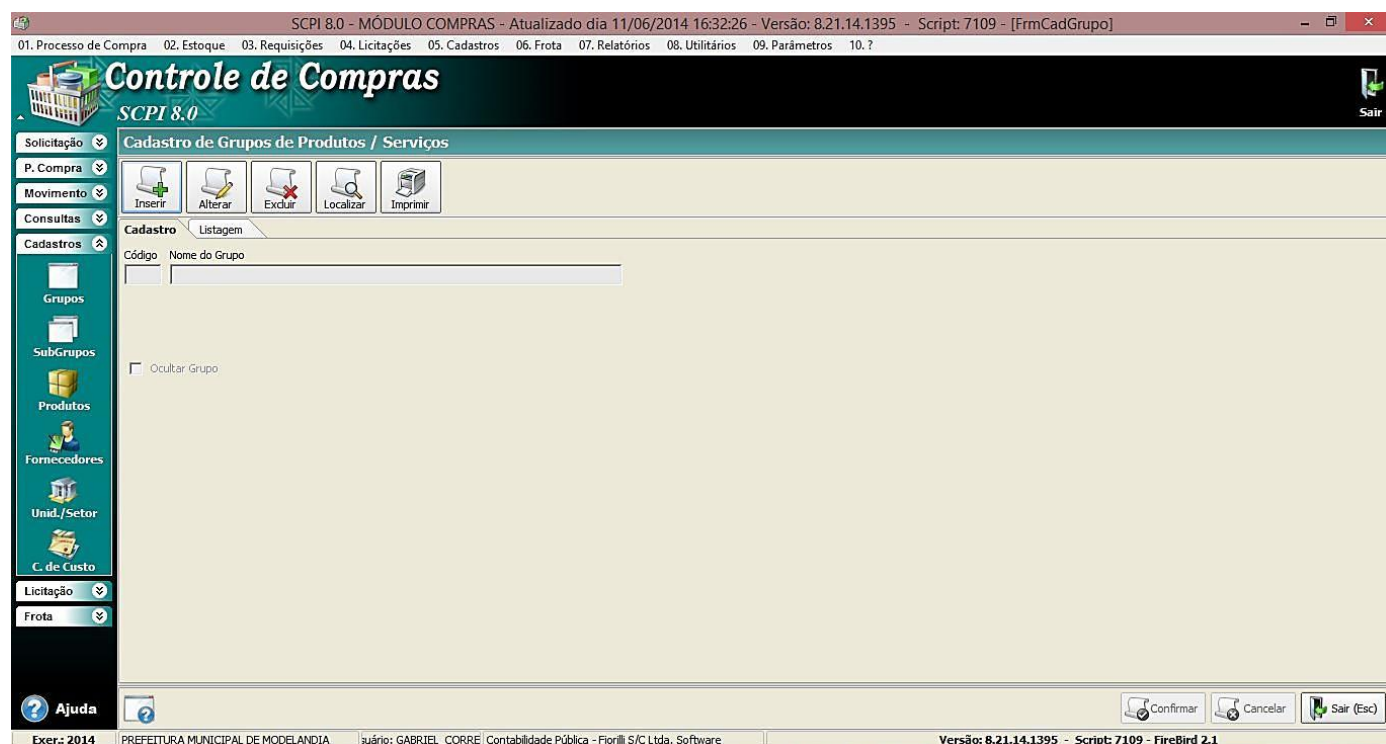 SCPI 8.0 - MÓDULO COMPRAS - Atualizado dia 11/06/2014 16:32:26 - Versão: 8.21.14.1395 - Script: 7109 - [FrmCadGrupo]
01. Processo de Compra 02. Estoque 03. Requisições 04. Licitações 05. Cadastros 06. Frota 07. Relatórios 08. Utilitários 09. Parâmetros 10. ?
Controle de Compras
SCPI 8.0
Sair
Solicitação
P. Compra
Movimento
Consultas
Cadastros
Grupos
SubGrupos
Produtos
Fornecedores
Unid./Setor
C. de Custo
Licitação
Frota
Ajuda
Cadastro de Grupos de Produtos / Serviços
Inserir Alterar Excluir Localizar Imprimir
Cadastro Listagem
Código Nome do Grupo
Ocultar Grupo
Confirmar Cancelar Sair (Esc)
Exer.: 2014 PREFEITURA MUNICIPAL DE MODELANDIA suário: GABRIEL_CORRE Contabilidade Pública - Fiorilli S/C Ltda. Software Versão: 8.21.14.1395 - Script: 7109 - FireBird 2.1